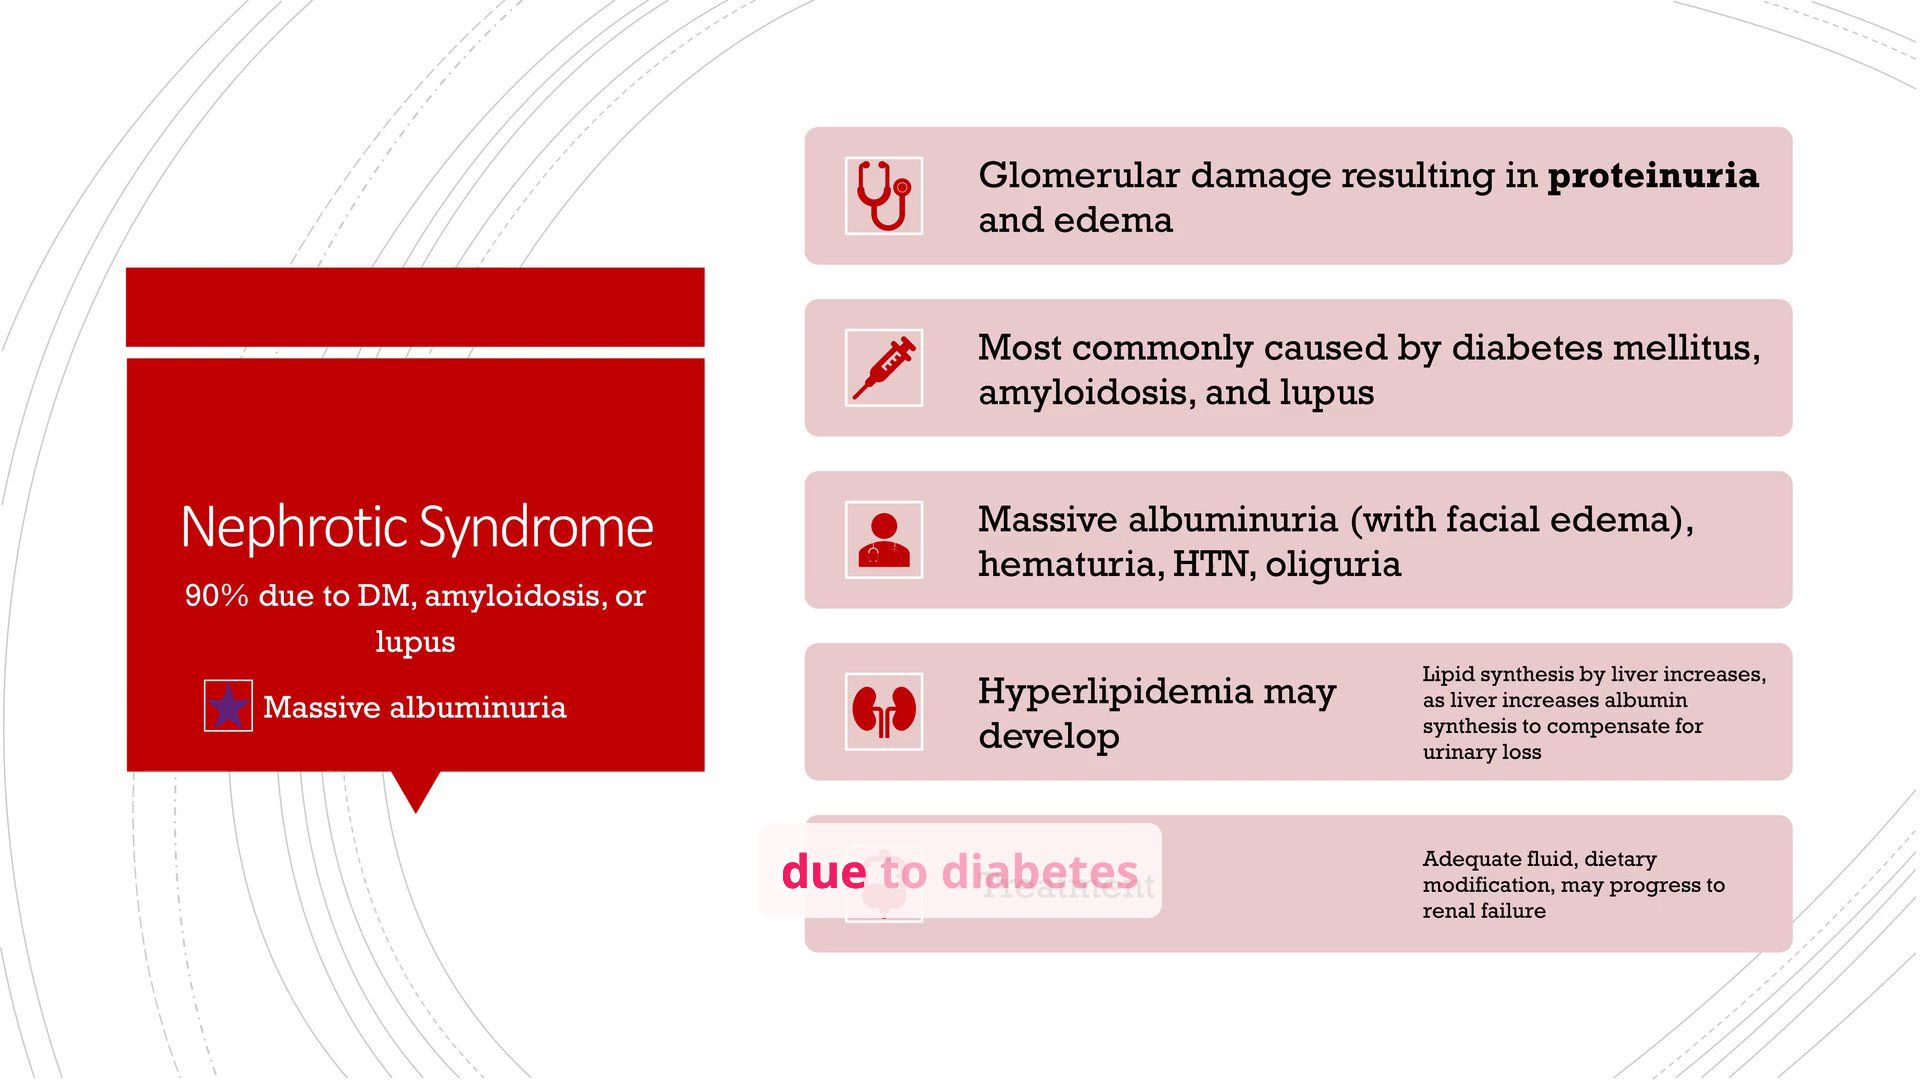 Nephrotic Syndrome
90% due to DM, amyloidosis, or
lupus
Massive albuminuria
Glomerular damage resulting in proteinuria
and edema
Most commonly caused by diabetes mellitus,
amyloidosis, and lupus
Massive albuminuria (with facial edema),
hematuria, HTN, oliguria
Hyperlipidemia may
develop
Lipid synthesis by liver increases,
as liver increases albumin
synthesis to compensate for
urinary loss
Treatment
Adequate fluid, dietary
modification, may progress to
renal failure
due to diabetes